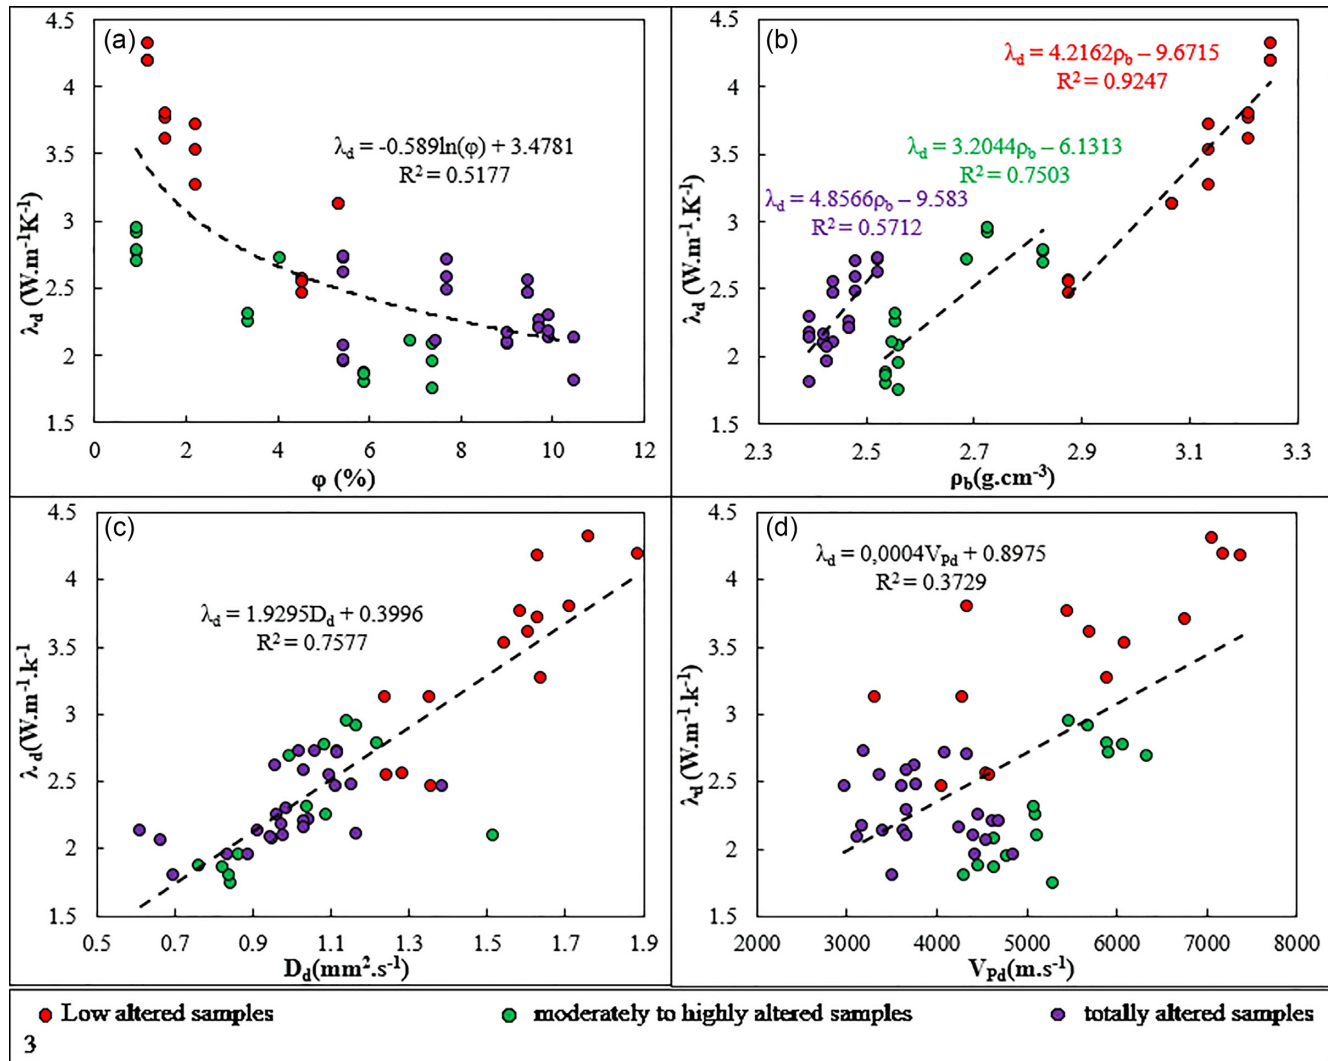 (a)
λd = -0.589ln(φ) + 3.4781
R² = 0.5177
λd (W.m-1K-1)
4.5
4
3.5
3
2.5
2
1.5
0 2 4 6 8 10 12
φ (%)
(b)
λd = 4.2162ρb – 9.6715
R² = 0.9247
λd = 3.2044ρb – 6.1313
R² = 0.7503
λd = 4.8566ρb – 9.583
R² = 0.5712
λd (W.m-1.K-1)
4.5
4
3.5
3
2.5
2
1.5
2.3 2.5 2.7 2.9 3.1 3.3
ρb(g.cm-3)
(c)
λd = 1.9295Dd + 0.3996
R² = 0.7577
λd(W.m-1.k-1)
4.5
4
3.5
3
2.5
2
1.5
0.5 0.7 0.9 1.1 1.3 1.5 1.7 1.9
Dd(mm2.s-1)
(d)
λd = 0,0004VPd + 0.8975
R² = 0.3729
λd(W.m-1.k-1)
4.5
4
3.5
3
2.5
2
1.5
2000 3000 4000 5000 6000 7000 8000
VPd(m.s-1)
Low altered samples
moderately to highly altered samples
totally altered samples
3